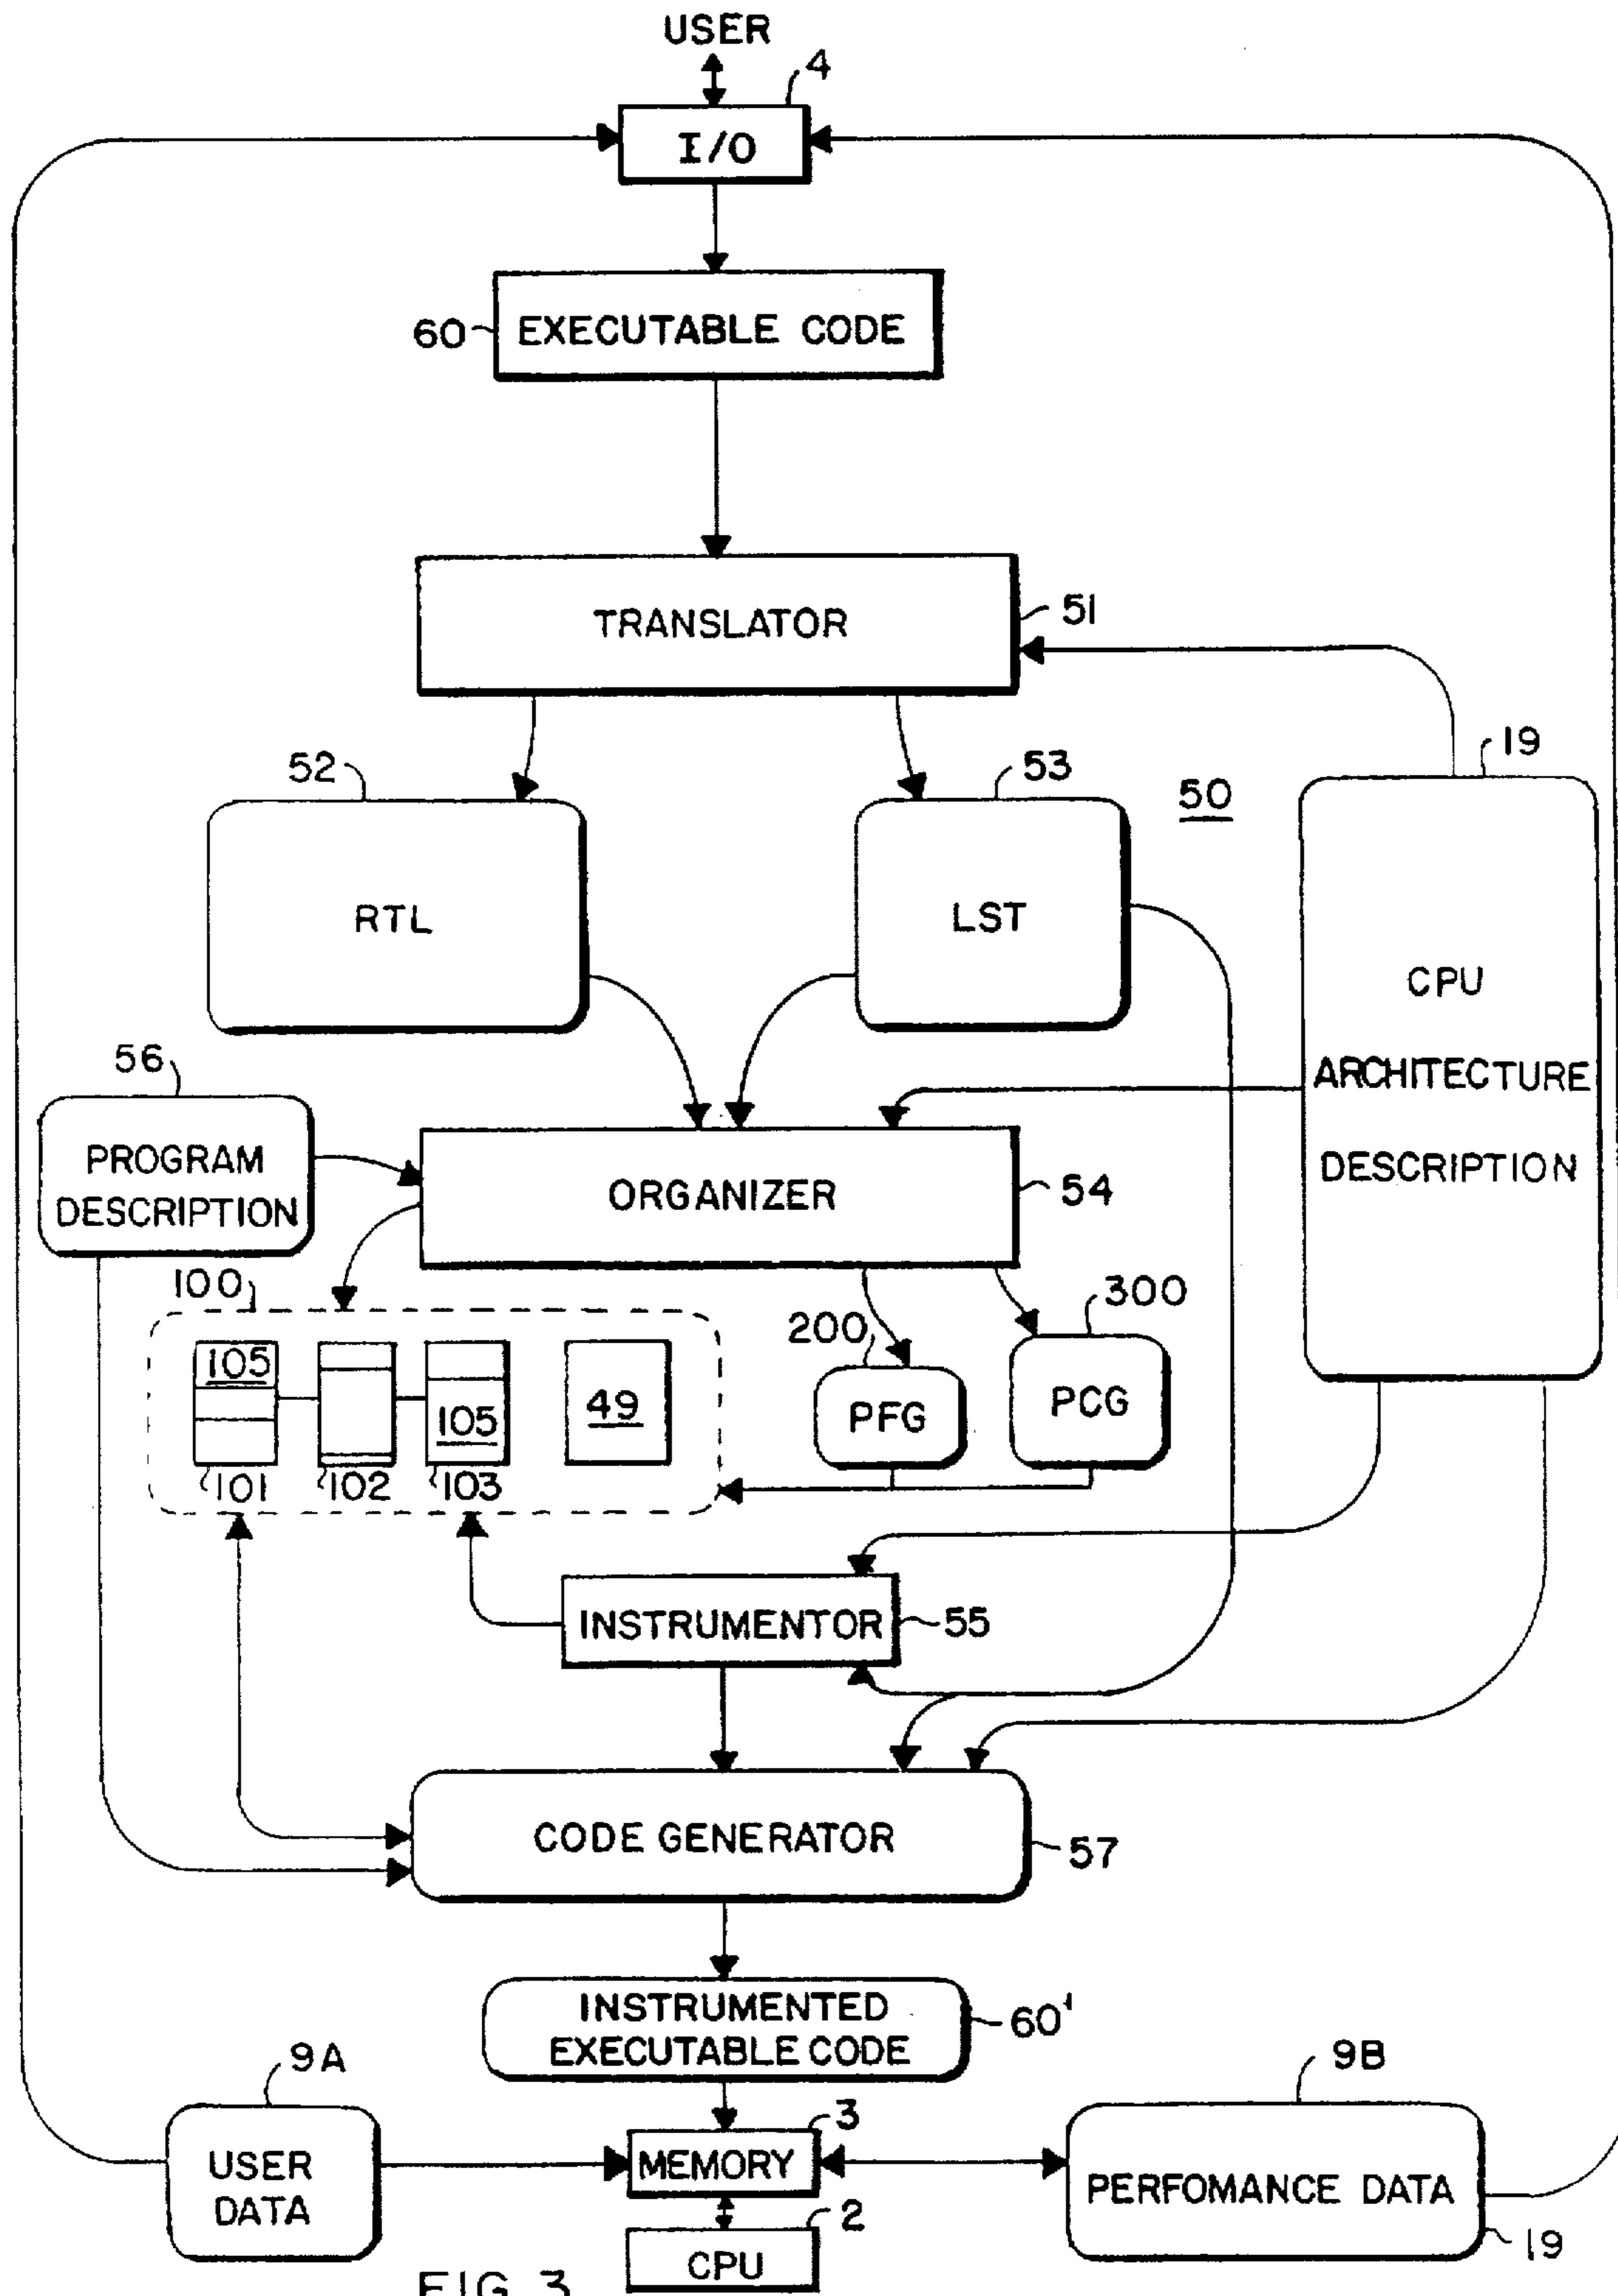 USER
4
I/O
60
EXECUTABLE CODE
TRANSLATOR
51
52
53
50
19
RTL
LST
CPU
ARCHITECTURE
DESCRIPTION
56
PROGRAM
DESCRIPTION
ORGANIZER
54
100
200
300
105
49
105
PFG
PCG
101
102
103
INSTRUMENTOR
55
CODE GENERATOR
57
INSTRUMENTED
EXECUTABLE CODE
60'
9A
3
9B
USER
DATA
MEMORY
PERFOMANCE DATA
2
CPU
19
FIG. 3